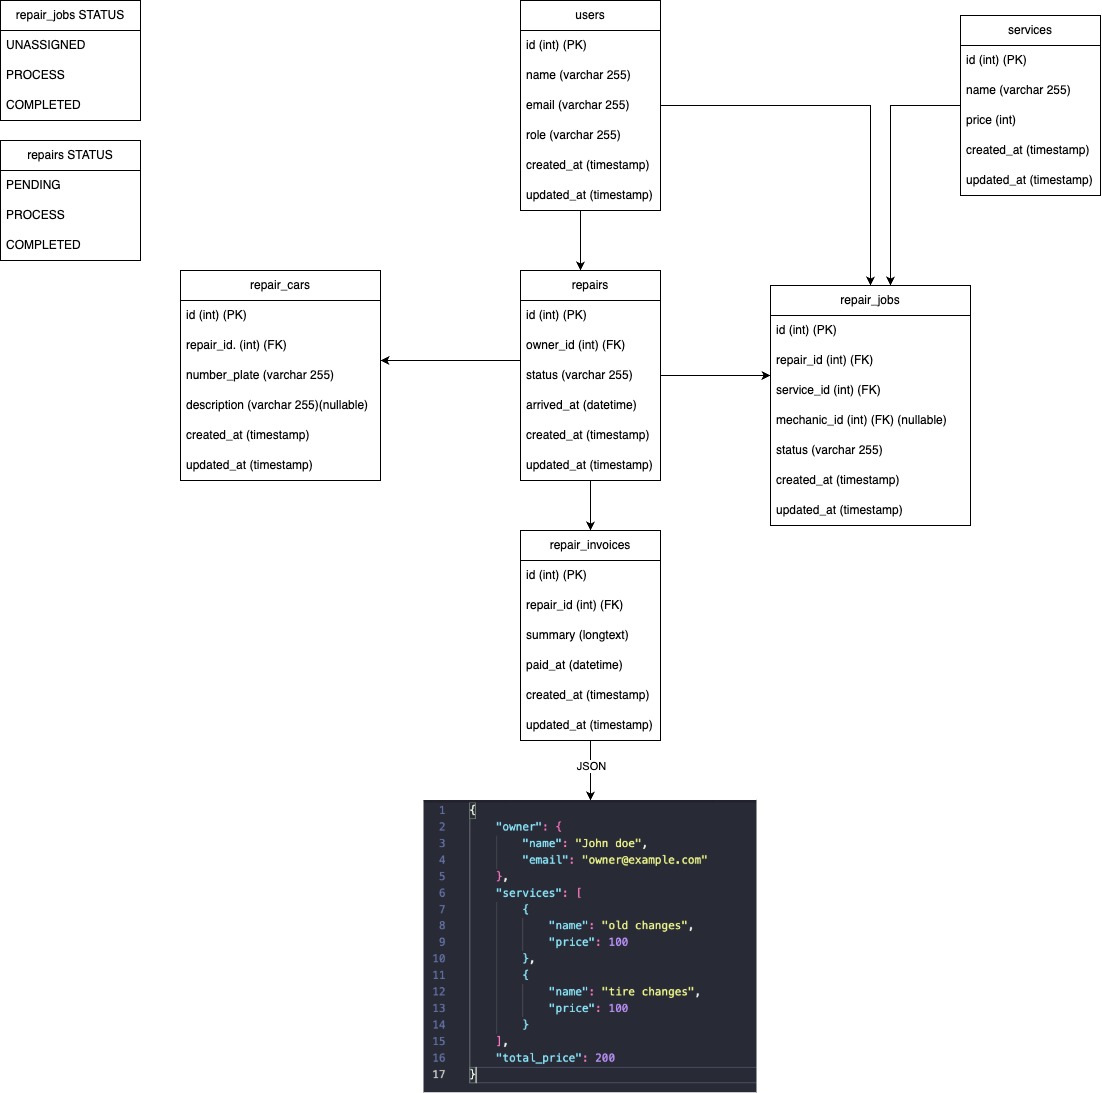 repair_jobs STATUS
UNASSIGNED
PROCESS
COMPLETED
repairs STATUS
PENDING
PROCESS
COMPLETED
users
id (int) (PK)
name (varchar 255)
email (varchar 255)
role (varchar 255)
created_at (timestamp)
updated_at (timestamp)
services
id (int) (PK)
name (varchar 255)
price (int)
created_at (timestamp)
updated_at (timestamp)
repair_cars
id (int) (PK)
repair_id. (int) (FK)
number_plate (varchar 255)
description (varchar 255)(nullable)
created_at (timestamp)
updated_at (timestamp)
repairs
id (int) (PK)
owner_id (int) (FK)
status (varchar 255)
arrived_at (datetime)
created_at (timestamp)
updated_at (timestamp)
repair_jobs
id (int) (PK)
repair_id (int) (FK)
service_id (int) (FK)
mechanic_id (int) (FK) (nullable)
status (varchar 255)
created_at (timestamp)
updated_at (timestamp)
repair_invoices
id (int) (PK)
repair_id (int) (FK)
summary (longtext)
paid_at (datetime)
created_at (timestamp)
updated_at (timestamp)
JSON
1 {
2 "owner": {
3 "name": "John doe",
4 "email": "owner@example.com"
5 },
6 "services": [
7 {
8 "name": "old changes",
9 "price": 100
10 },
11 {
12 "name": "tire changes",
13 "price": 100
14 }
15 ],
16 "total_price": 200
17 }